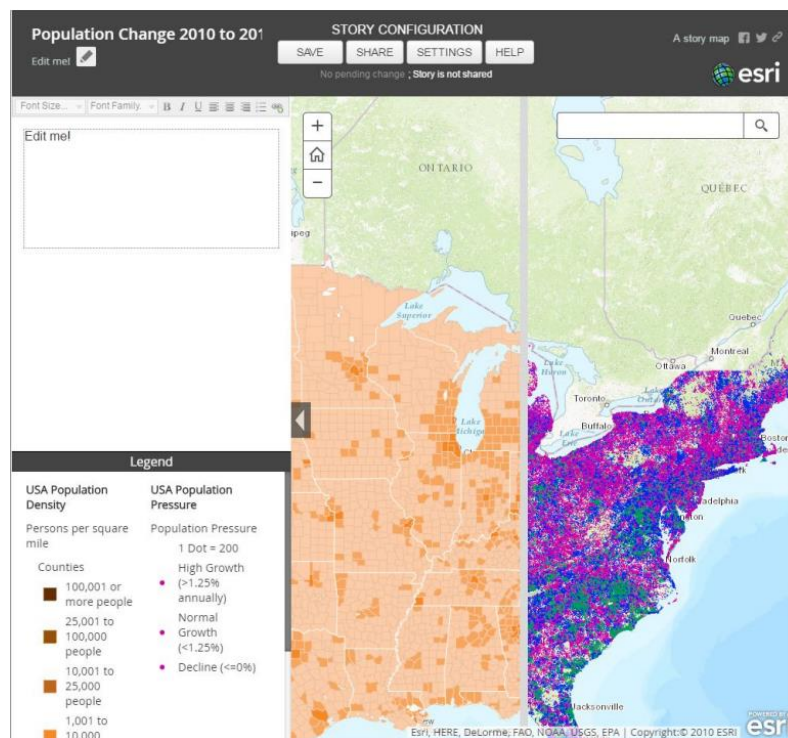 Population Change 2010 to 201
Edit me!
STORY CONFIGURATION
SAVE SHARE SETTINGS HELP
No pending change ; Story is not shared
A story map
esri
Font Size... Font Family. B I U
Edit me!
+
−
ONTARIO
QUÉBEC
Lake
Superior
Lake
Huron
Lake
Quebec
Montreal
Ottawa
Toronto
Buffalo
Lake
Erie
Boston
Norfolk
Jacksonville
Legend
USA Population
Density
Persons per square
mile
Counties
100,001 or
more people
25,001 to
100,000
people
10,001 to
25,000
people
1,001 to
10,000
USA Population
Pressure
Population Pressure
1 Dot = 200
High Growth
(>1.25%
annually)
Normal
Growth
(<1.25%)
Decline (<=0%)
Esri, HERE, DeLorme, FAO, NOAA, USGS, EPA | Copyright:© 2010 ESRI
POWERED BY
esri